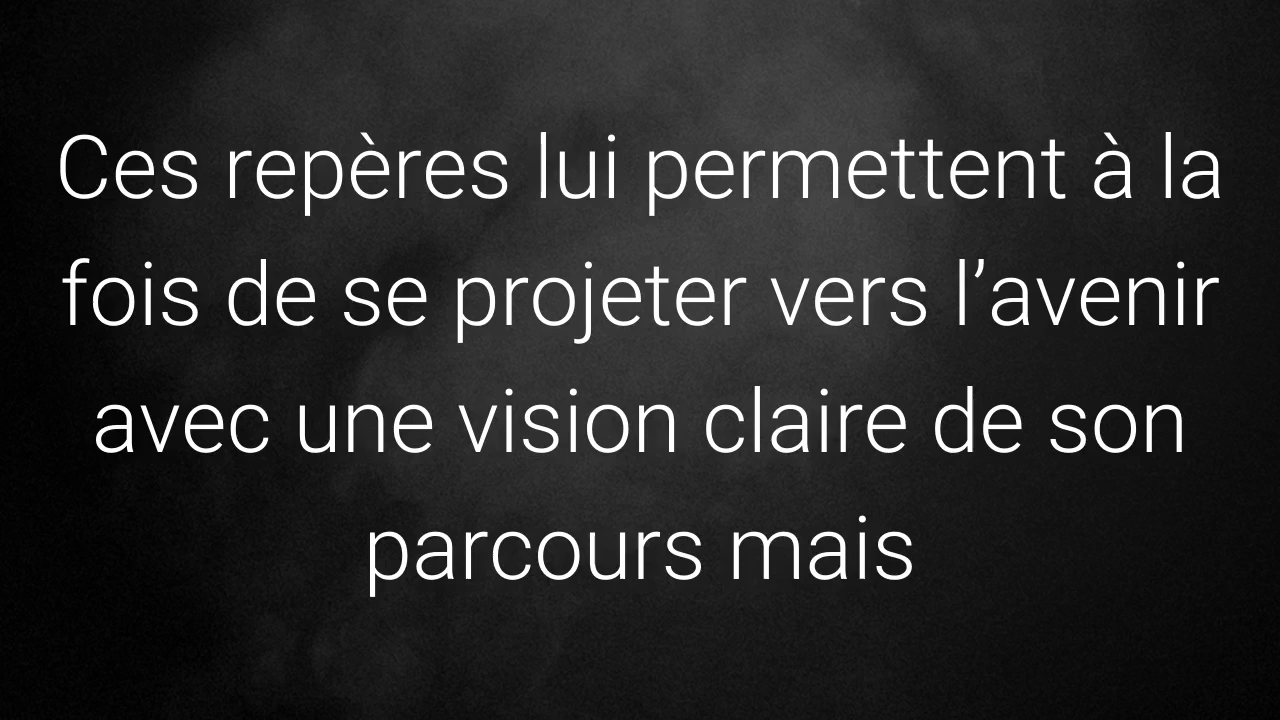 Ces repères lui permettent à la
fois de se projeter vers l’avenir
avec une vision claire de son
parcours mais